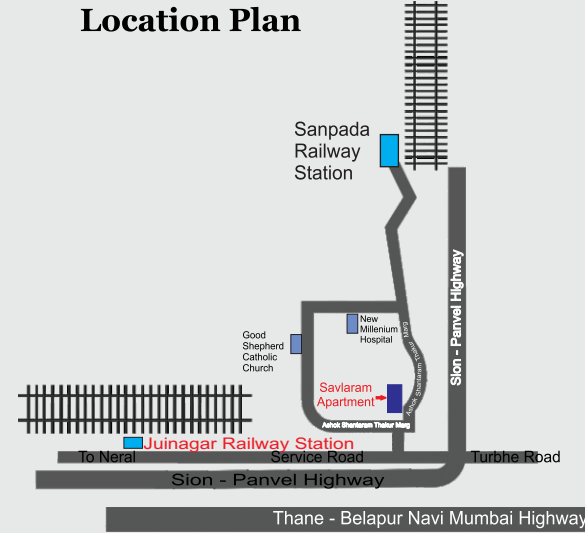 Location Plan
Sanpada
Railway
Station
Sion - Panvel Highway
New
Millenium
Hospital
Good
Shepherd
Catholic
Church
Ashok Shantaram Thakur Marg
Savlaram
Apartment
Ashok Shantaram Thakur Marg
Juinagar Railway Station
To Neral
Service Road
Turbhe Road
Sion - Panvel Highway
Thane - Belapur Navi Mumbai Highway